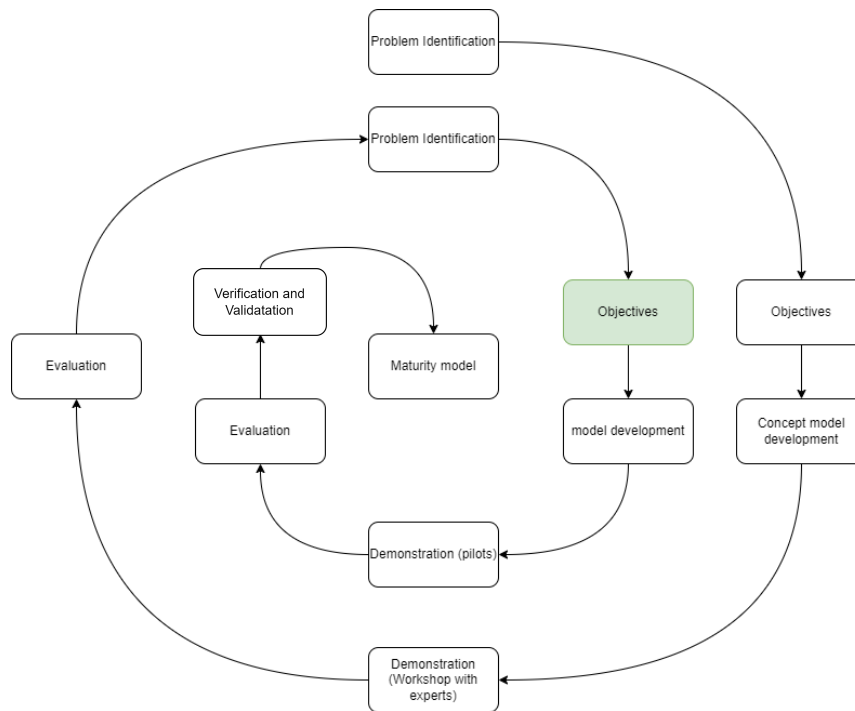 Problem Identification
Problem Identification
Verification and
Validatation
Objectives
Objectives
Evaluation
Maturity model
Evaluation
model development
Concept model
development
Demonstration (pilots)
Demonstration
(Workshop with
experts)